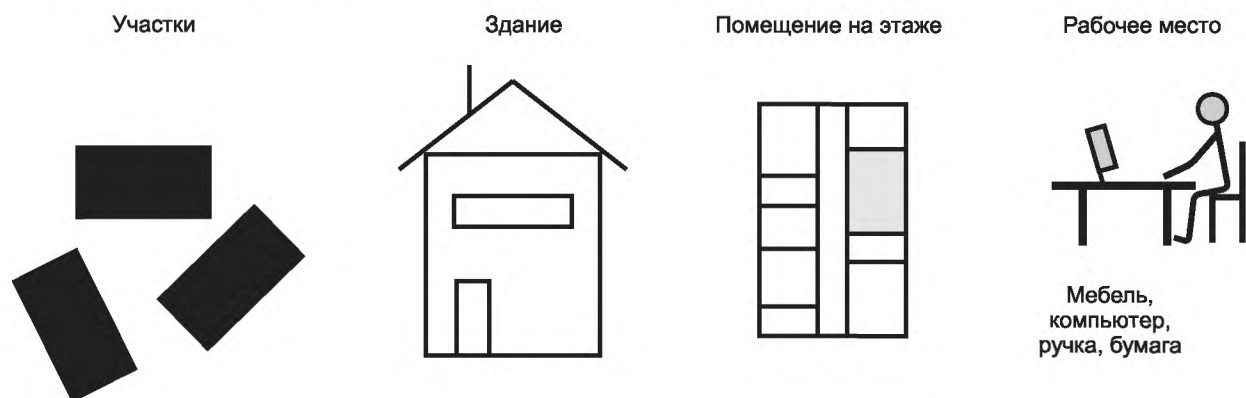 Участки
Здание
Помещение на этаже
Рабочее место
Мебель,
компьютер,
ручка, бумага